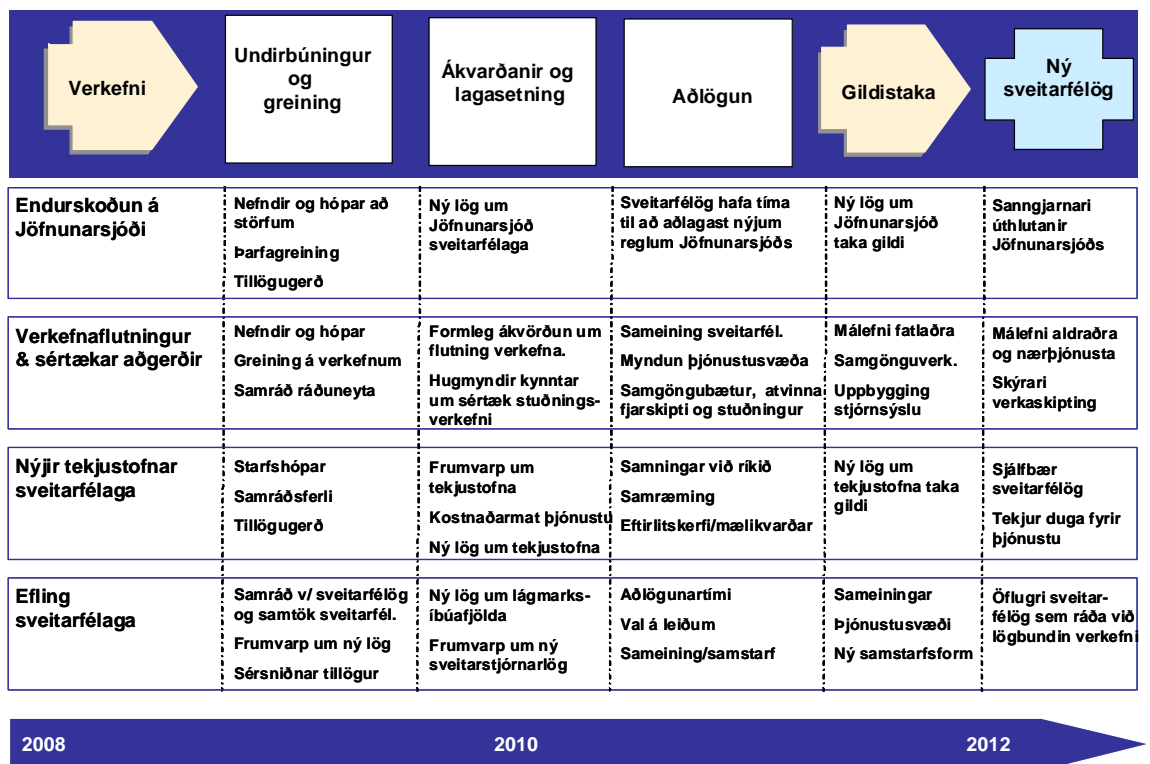 Verkefni
Undirbúningur
og
greining
Ákvarðanir og
lagasetning
Aðlögun
Gildistaka
Ný
sveitarfélög
Endurskoðun á
Jöfnunarsjóði
Nefndir og hópar að
störfum
Þarfagreining
Tillögugerð
Ný lög um
Jöfnunarsjóð
sveitarfélaga
Sveitarfélög hafa tíma
til að aðlagast nýjum
reglum Jöfnunarsjóðs
Ný lög um
Jöfnunarsjóð
taka gildi
Sanngjarnari
úthlutanir
Jöfnunarsjóðs
Verkefnaflutningur
& sértækar aðgerðir
Nefndir og hópar
Greining á verkefnum
Samráð ráðuneyta
Formleg ákvörðun um
flutning verkefna.
Hugmyndir kynntar
um sértæk stuðnings-
verkefni
Sameining sveitarfél.
Myndun þjónustusvæða
Samgöngubætur, atvinna
fjarskipti og stuðningur
Málefni fatlaðra
Samgönguverk.
Uppbygging
stjórnsýslu
Málefni aldraðra
og nærþjónusta
Skýrari
verkaskipting
Nýjir tekjustofnar
sveitarfélaga
Starfshópar
Samráðsferli
Tillögugerð
Frumvarp um
tekjustofna
Kostnaðarmat þjónustu
Ný lög um tekjustofna
Samningar við ríkið
Samræming
Eftirlitskerfi/mælikvarðar
Ný lög um
tekjustofna taka
gildi
Sjálfbær
sveitarfélög
Tekjur duga fyrir
þjónustu
Efling
sveitarfélaga
Samráð v/ sveitarfélög
og samtök sveitarfél.
Frumvarp um ný lög
Sérsniðnar tillögur
Ný lög um lágmarks-
íbúafjölda
Frumvarp um ný
sveitarstjórnarlög
Aðlögunartími
Val á leiðum
Sameining/samstarf
Sameiningar
Þjónustusvæði
Ný samstarfsform
Öflugri sveitar-
félög sem ráða við
lögbundin verkefni
2008
2010
2012